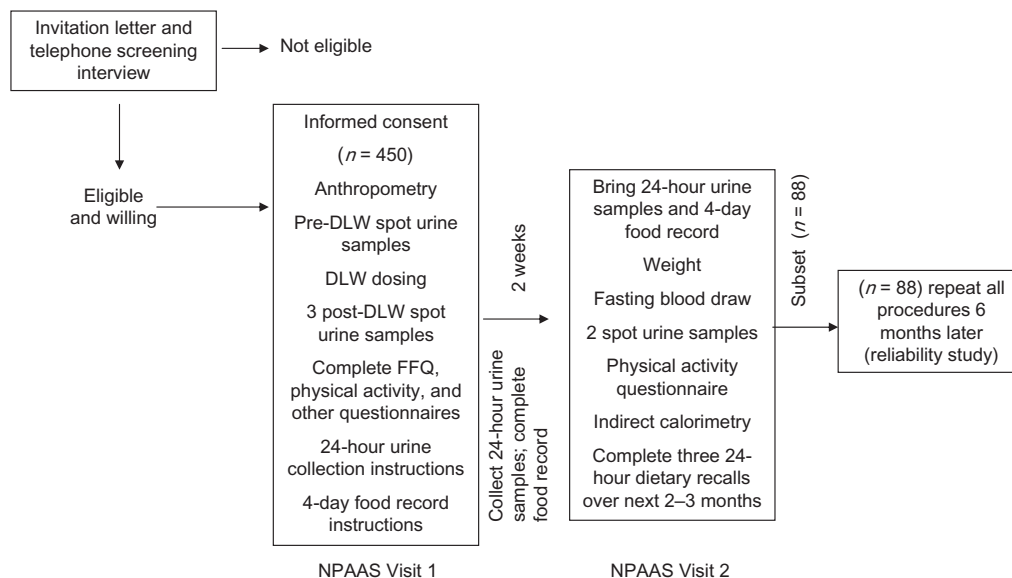 Invitation letter and
telephone screening
interview
Not eligible
Eligible
and willing
Informed consent
(n = 450)
Anthropometry
Pre-DLW spot urine
samples
DLW dosing
3 post-DLW spot
urine samples
Complete FFQ,
physical activity, and
other questionnaires
24-hour urine
collection instructions
4-day food record
instructions
NPAAS Visit 1
2 weeks
Collect 24-hour urine
samples; complete
food record
Bring 24-hour urine
samples and 4-day
food record
Weight
Fasting blood draw
2 spot urine samples
Physical activity
questionnaire
Indirect calorimetry
Complete three 24-
hour dietary recalls
over next 2–3 months
NPAAS Visit 2
Subset (n = 88)
(n = 88) repeat all
procedures 6
months later
(reliability study)